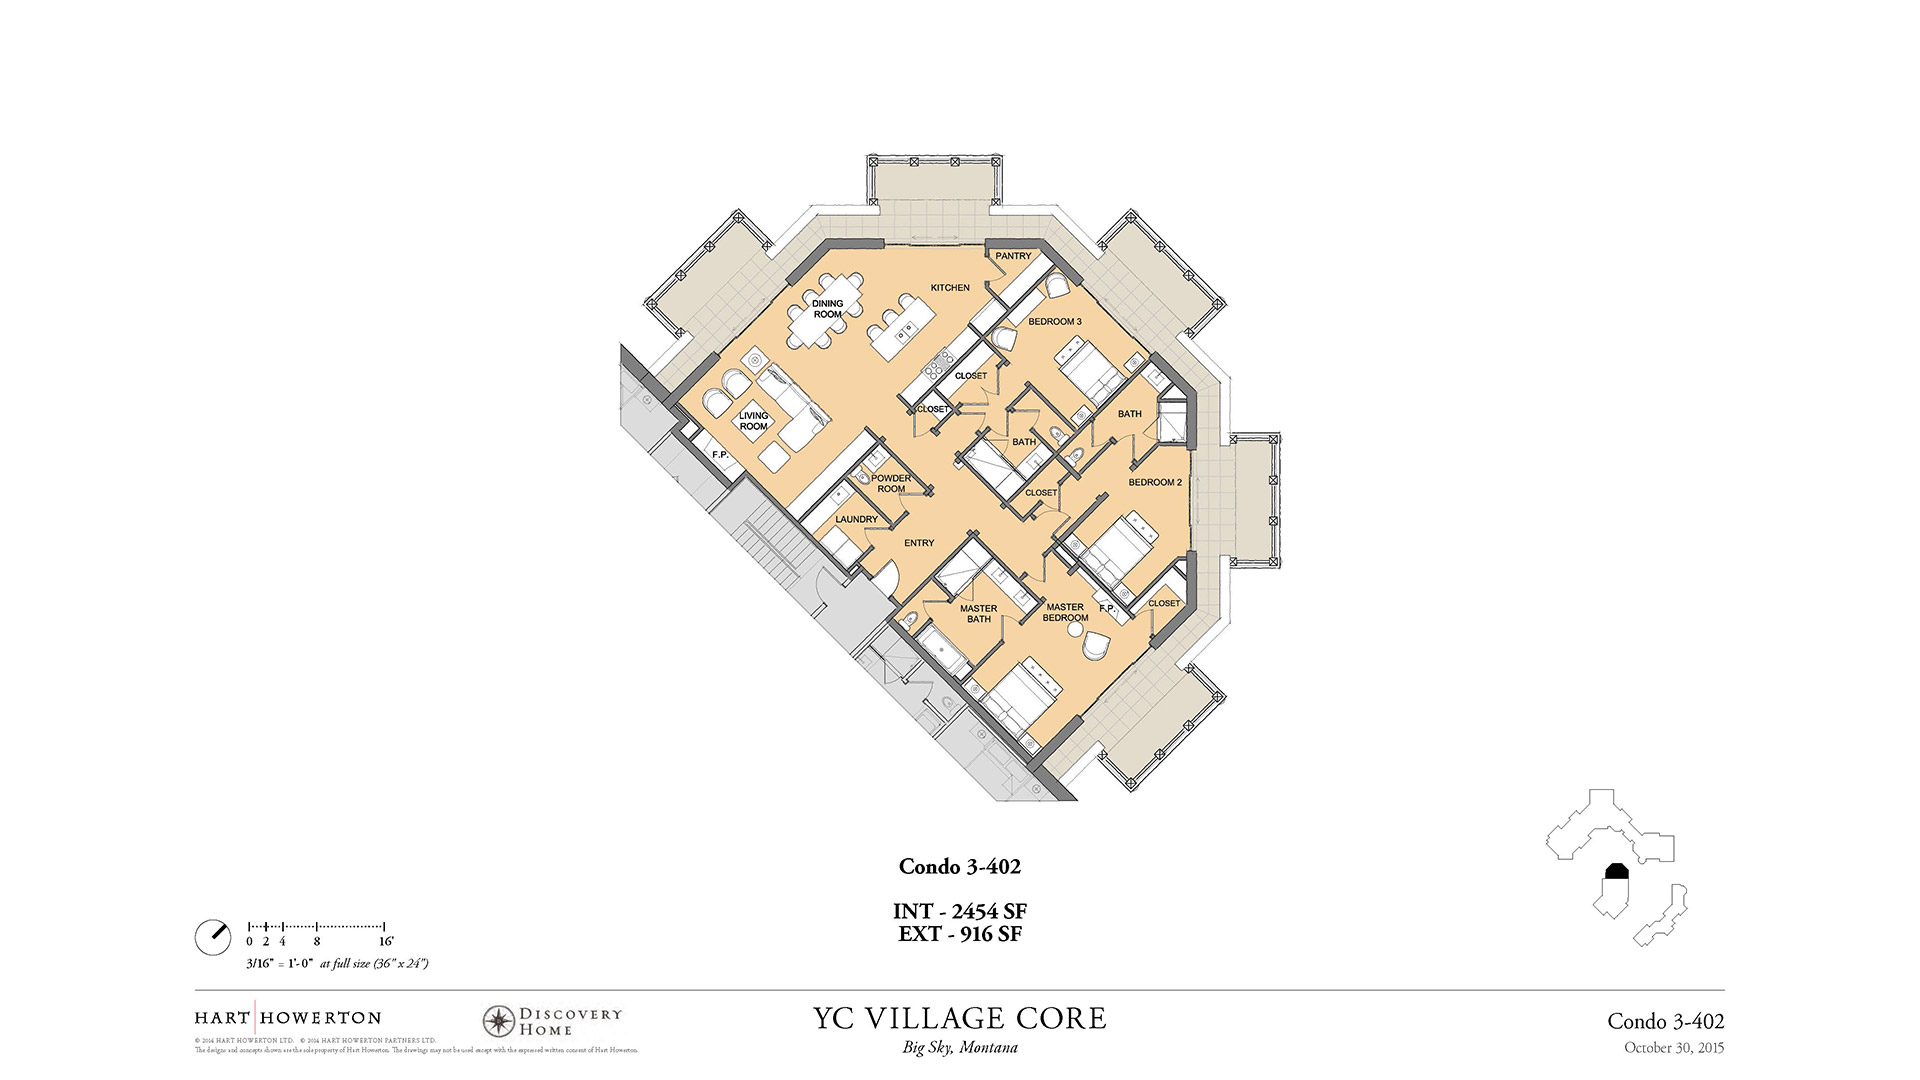 PANTRY
KITCHEN
DINING
ROOM
BEDROOM 3
CLOSET
CLOSET
LIVING
ROOM
BATH
BATH
F.P.
POWDER
ROOM
BEDROOM 2
CLOSET
LAUNDRY
ENTRY
MASTER
BATH
MASTER
BEDROOM
F.P.
CLOSET
Condo 3-402
INT - 2454 SF
EXT - 916 SF
0 2 4 8 16'
3/16" = 1'-0" at full size (36" x 24")
HART HOWERTON
© 2014 HART HOWERTON LTD. © 2014 HART HOWERTON PARTNERS LTD.
The designs and concepts shown are the sole property of Hart Howerton. The drawings may not be used except with the expressed written consent of Hart Howerton.
DISCOVERY
HOME
YC VILLAGE CORE
Big Sky, Montana
Condo 3-402
October 30, 2015